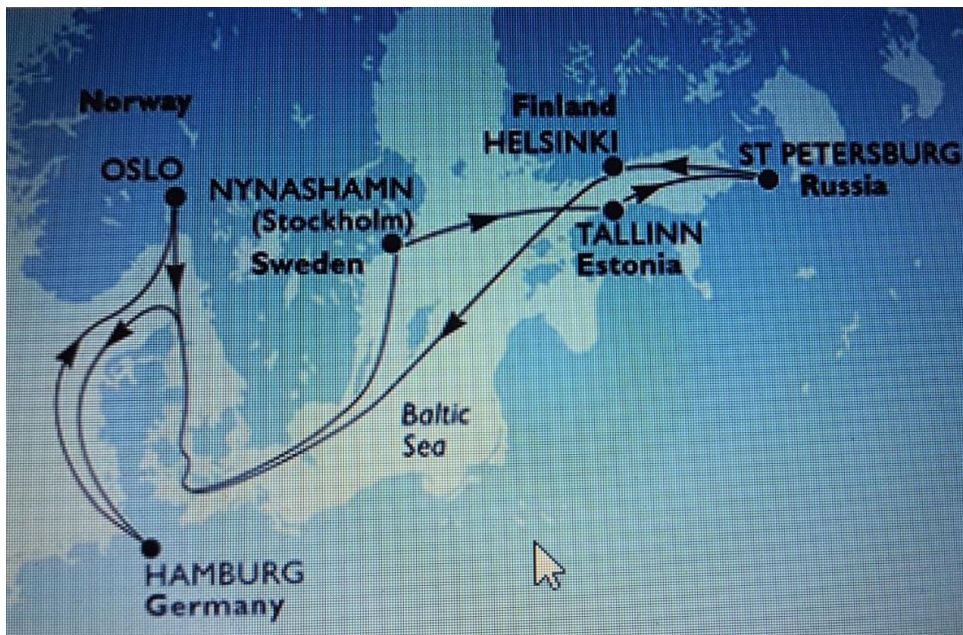 Norway
OSLO
NYNASHAMN
(Stockholm)
Sweden
Finland
HELSINKI
ST PETERSBURG
Russia
TALLINN
Estonia
Baltic
Sea
HAMBURG
Germany